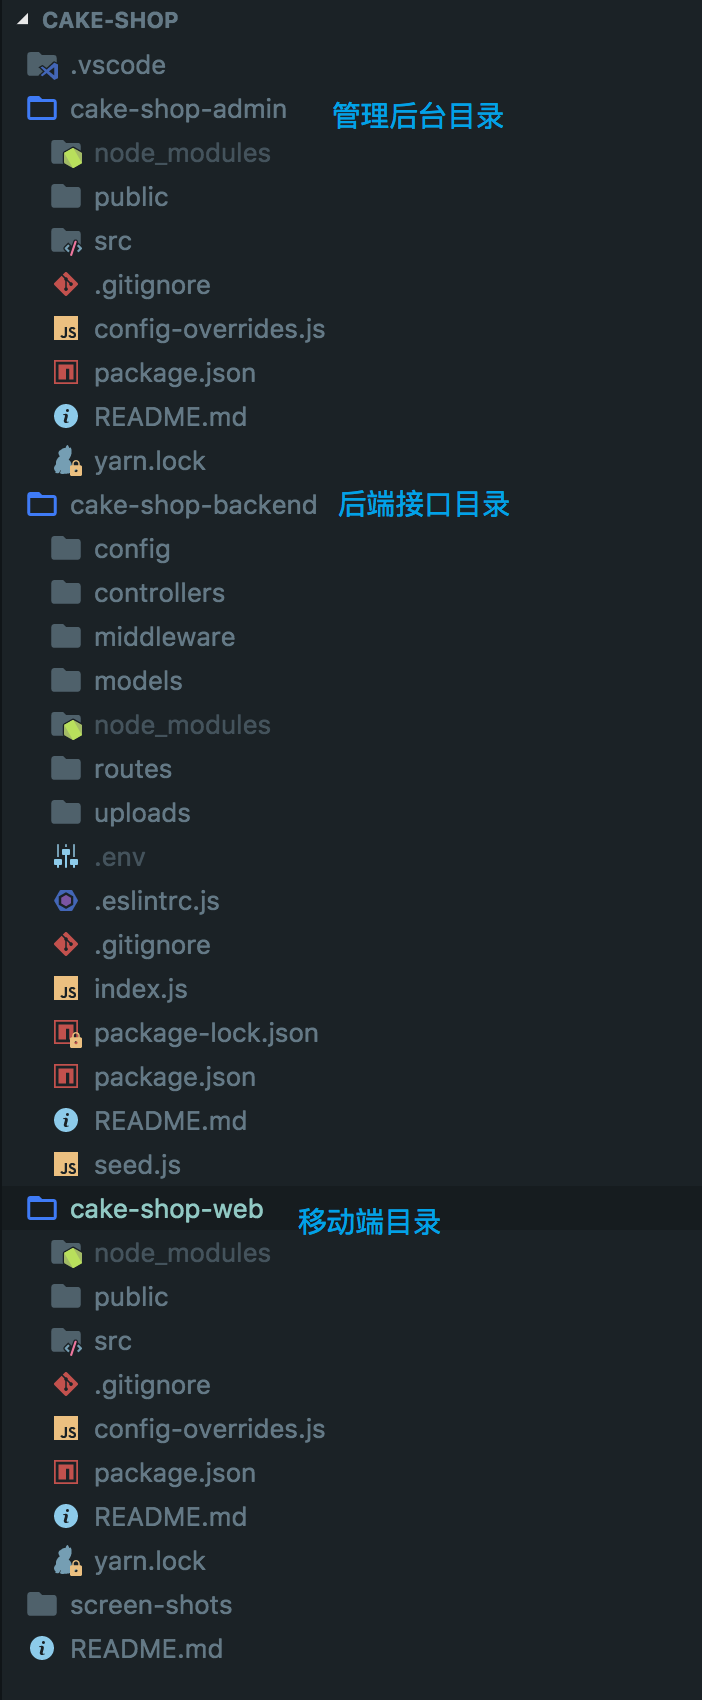 CAKE-SHOP
.vscode
cake-shop-admin 管理后台目录
node_modules
public
src
.gitignore
JS config-overrides.js
package.json
README.md
yarn.lock
cake-shop-backend 后端接口目录
config
controllers
middleware
models
node_modules
routes
uploads
.env
.eslintrc.js
.gitignore
JS index.js
package-lock.json
package.json
README.md
JS seed.js
cake-shop-web 移动端目录
node_modules
public
src
.gitignore
JS config-overrides.js
package.json
README.md
yarn.lock
screen-shots
README.md